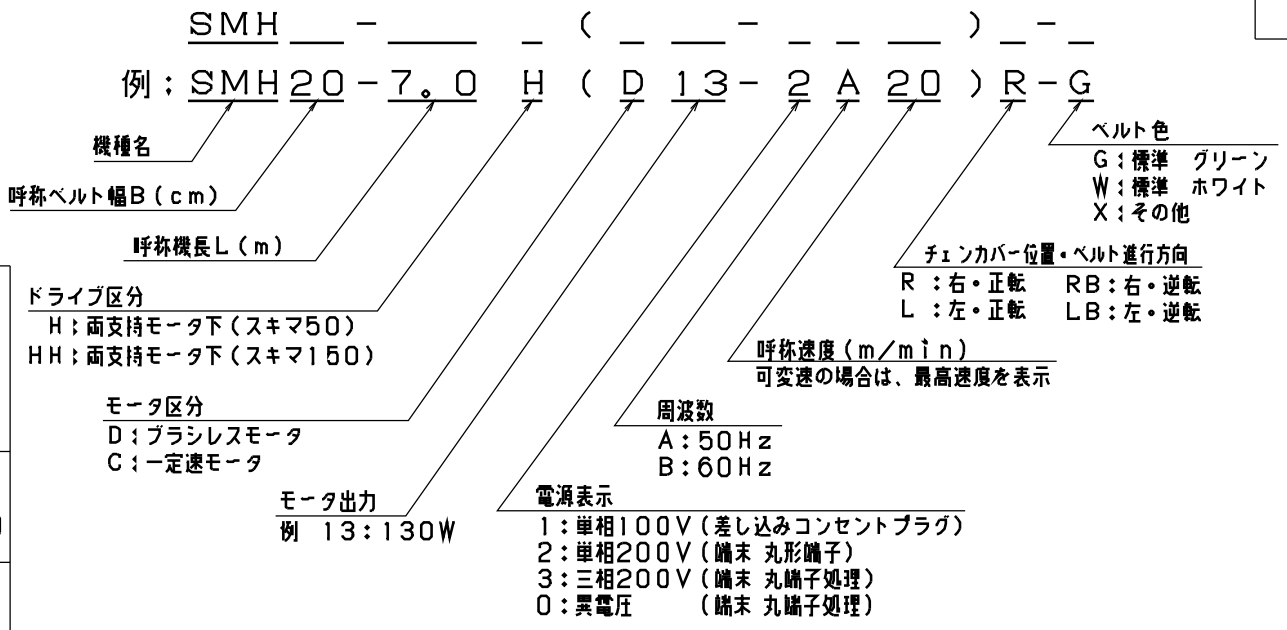 SMH __ - ___ _ ( _ __ - _ _ __ ) _ - _
例：SMH20-7.0 H (D 13-2 A 20) R-G
機種名
呼称ベルト幅B(cm)
呼称機長L(m)
ドライブ区分
H：両支持モータ下(スキマ50)
HH：両支持モータ下(スキマ150)
モータ区分
D：ブラシレスモータ
C：一定速モータ
モータ出力
例 13：130W
電源表示
1：単相100V(差し込みコンセントプラグ)
2：単相200V(端末 丸形端子)
3：三相200V(端末 丸端子処理)
0：異電圧 (端末 丸端子処理)
周波数
A：50Hz
B：60Hz
呼称速度(m/min)
可変速の場合は、最高速度を表示
チェンカバー位置・ベルト進行方向
R：右・正転 RB：右・逆転
L：左・正転 LB：左・逆転
ベルト色
G：標準 グリーン
W：標準 ホワイト
X：その他